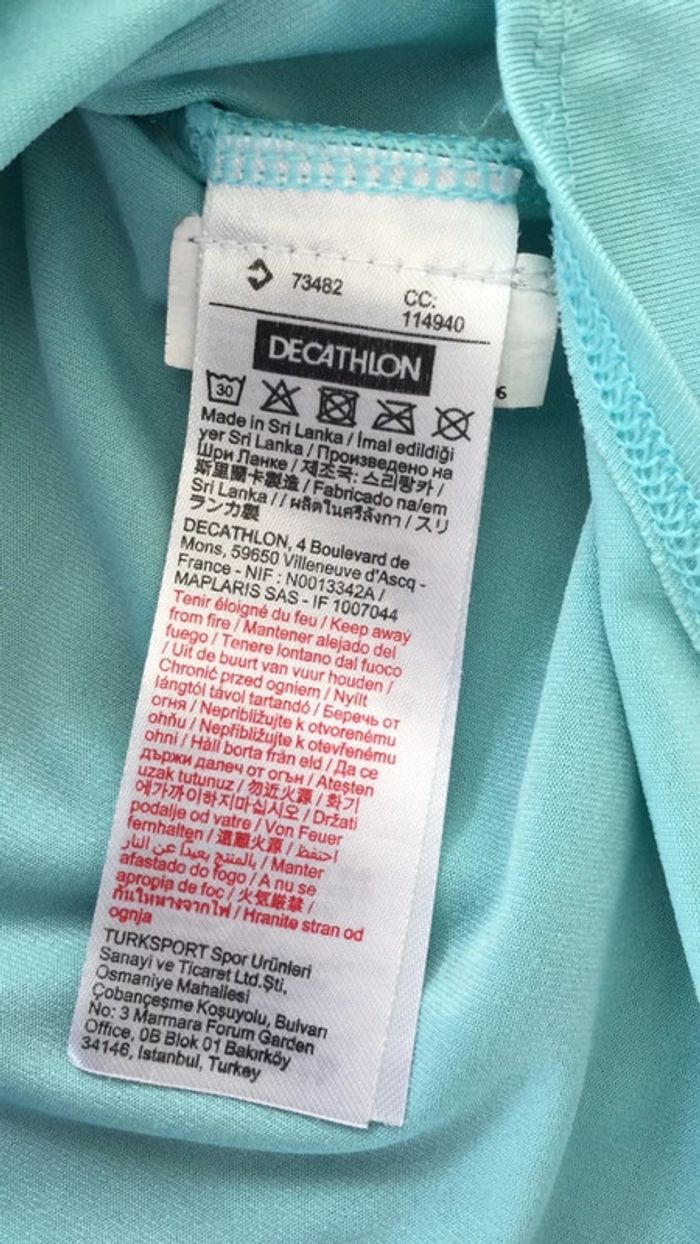 73482
CC:
114940
DECATHLON
30
Made in Sri Lanka / İmal edildiği
yer Sri Lanka / Произведено на
Шри Ланке / 제조국: 스리랑카 /
斯里蘭卡製造 / Fabricado na/em
Sri Lanka / / ผลิตในศรีลังกา / スリ
ランカ製
DECATHLON, 4 Boulevard de
Mons, 59650 Villeneuve d'Ascq -
France - NIF : N0013342A /
MAPLARIS SAS - IF 1007044
Tenir éloigné du feu / Keep away
from fire / Mantener alejado del
fuego / Tenere lontano dal fuoco
/ Uit de buurt van vuur houden /
Chronić przed ogniem / Nyílt
lángtól távol tartandó / Беречь от
огня / Nepribližujte k otvorenému
ohňu / Nepřibližujte k otevřenému
ohni / Håll borta från eld / Да се
държи далеч от огън / Ateşten
uzak tutunuz / 勿近火源 / 화기
에가까이하지마십시오 / Držati
podalje od vatre / Von Feuer
fernhalten / 遠離火源 / احتفظ
بالمنتج بعيدًا عن النار / Manter
afastado do fogo / A nu se
apropia de foc / 火気厳禁 /
กันให้ห่างจากไฟ / Hranite stran od
ognja
TURKSPORT Spor Ürünleri
Sanayi ve Ticaret Ltd.Şti,
Osmaniye Mahallesi
Çobançeşme Koşuyolu, Bulvarı
No: 3 Marmara Forum Garden
Office, 0B Blok 01 Bakırköy
34146, Istanbul, Turkey
6